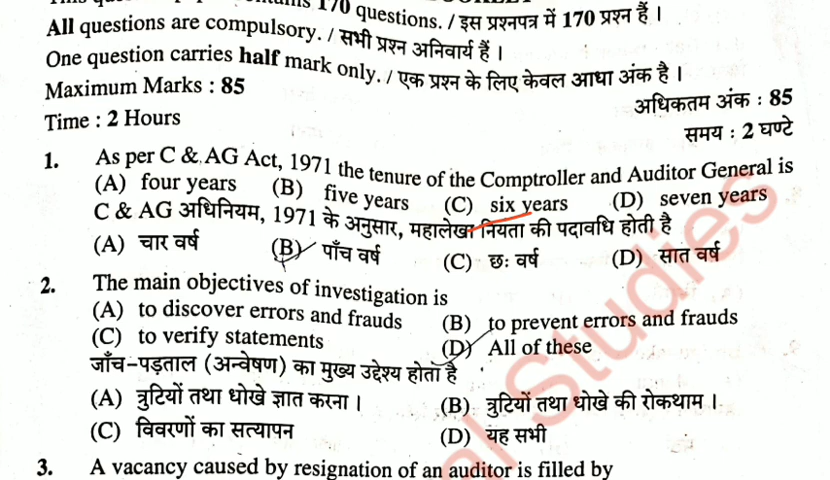 170 questions. / इस प्रश्नपत्र में 170 प्रश्न हैं ।
All questions are compulsory. / सभी प्रश्न अनिवार्य हैं ।
One question carries half mark only. / एक प्रश्न के लिए केवल आधा अंक है ।
Maximum Marks : 85
अधिकतम अंक : 85
Time : 2 Hours
समय : 2 घण्टे
1. As per C & AG Act, 1971 the tenure of the Comptroller and Auditor General is
(A) four years (B) five years (C) six years (D) seven years
C & AG अधिनियम, 1971 के अनुसार, महालेखा नियंता की पदावधि होती है
(A) चार वर्ष (B) पाँच वर्ष (C) छः वर्ष (D) सात वर्ष
2. The main objectives of investigation is
(A) to discover errors and frauds (B) to prevent errors and frauds
(C) to verify statements (D) All of these
जाँच-पड़ताल (अन्वेषण) का मुख्य उद्देश्य होता है
(A) त्रुटियों तथा धोखे ज्ञात करना । (B) त्रुटियों तथा धोखे की रोकथाम ।
(C) विवरणों का सत्यापन (D) यह सभी
3. A vacancy caused by resignation of an auditor is filled by
Studies